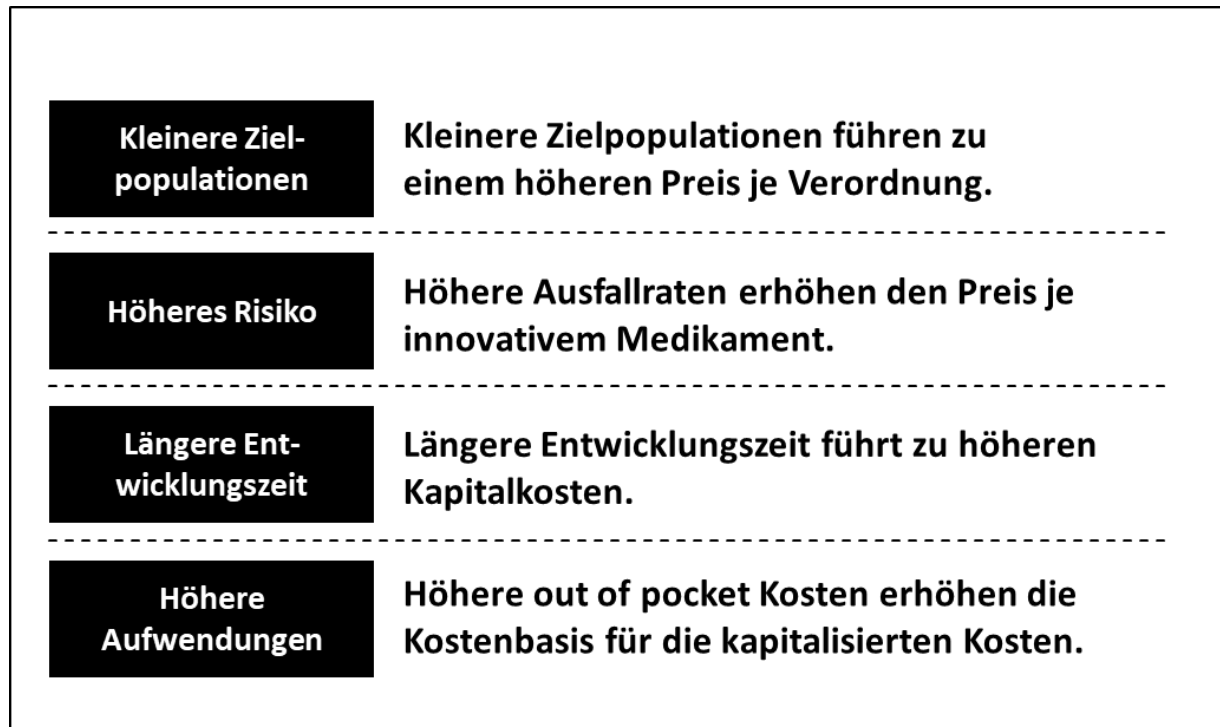 Kleinere Ziel-
populationen
Kleinere Zielpopulationen führen zu
einem höheren Preis je Verordnung.
Höheres Risiko
Höhere Ausfallraten erhöhen den Preis je
innovativem Medikament.
Längere Ent-
wicklungszeit
Längere Entwicklungszeit führt zu höheren
Kapitalkosten.
Höhere
Aufwendungen
Höhere out of pocket Kosten erhöhen die
Kostenbasis für die kapitalisierten Kosten.